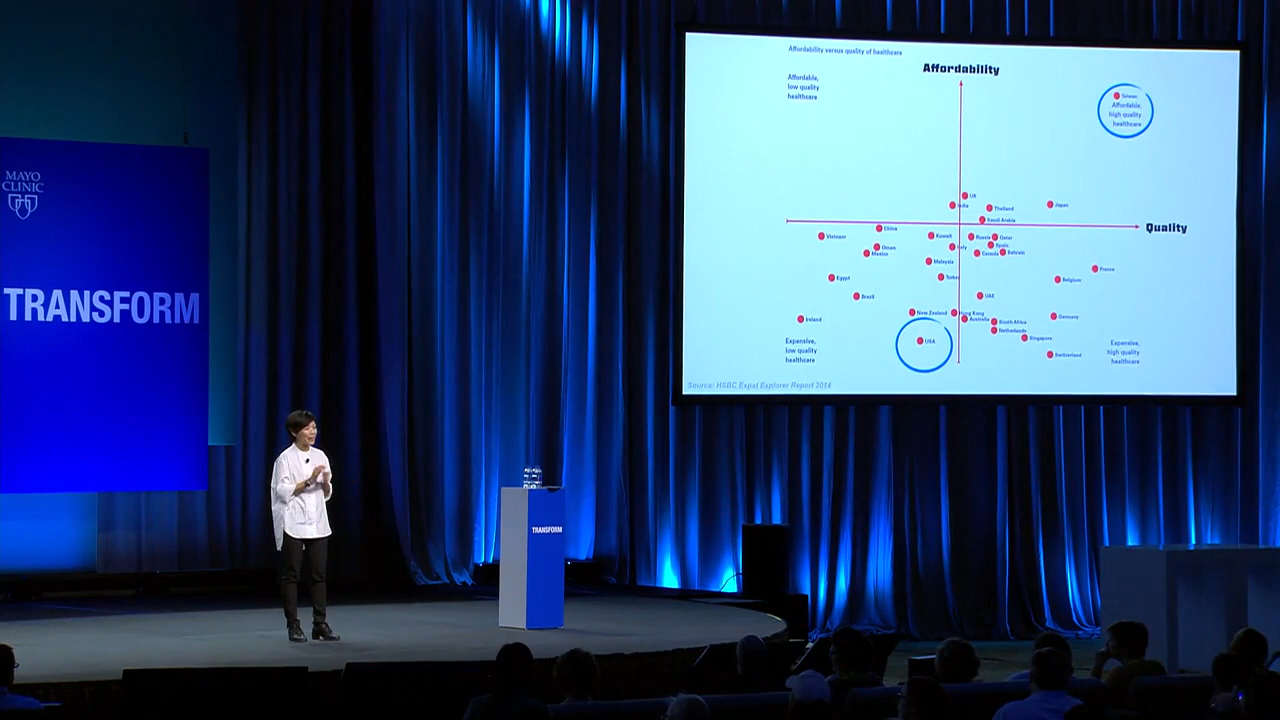 MAYO
CLINIC
TRANSFORM
TRANSFORM
Affordability versus quality of healthcare
Affordability
Affordable,
low quality
healthcare
Taiwan
Affordable,
high quality
healthcare
UK
India
Thailand
Japan
Saudi Arabia
Quality
China
Vietnam
Kuwait
Russia
Qatar
Oman
Italy
Spain
Mexico
Canada
Bahrain
Malaysia
France
Egypt
Turkey
Belgium
Brazil
UAE
New Zealand
Hong Kong
Ireland
Australia
South Africa
Germany
Netherlands
USA
Singapore
Switzerland
Expensive,
low quality
healthcare
Expensive,
high quality
healthcare
Source: HSBC Expat Explorer Report 2014